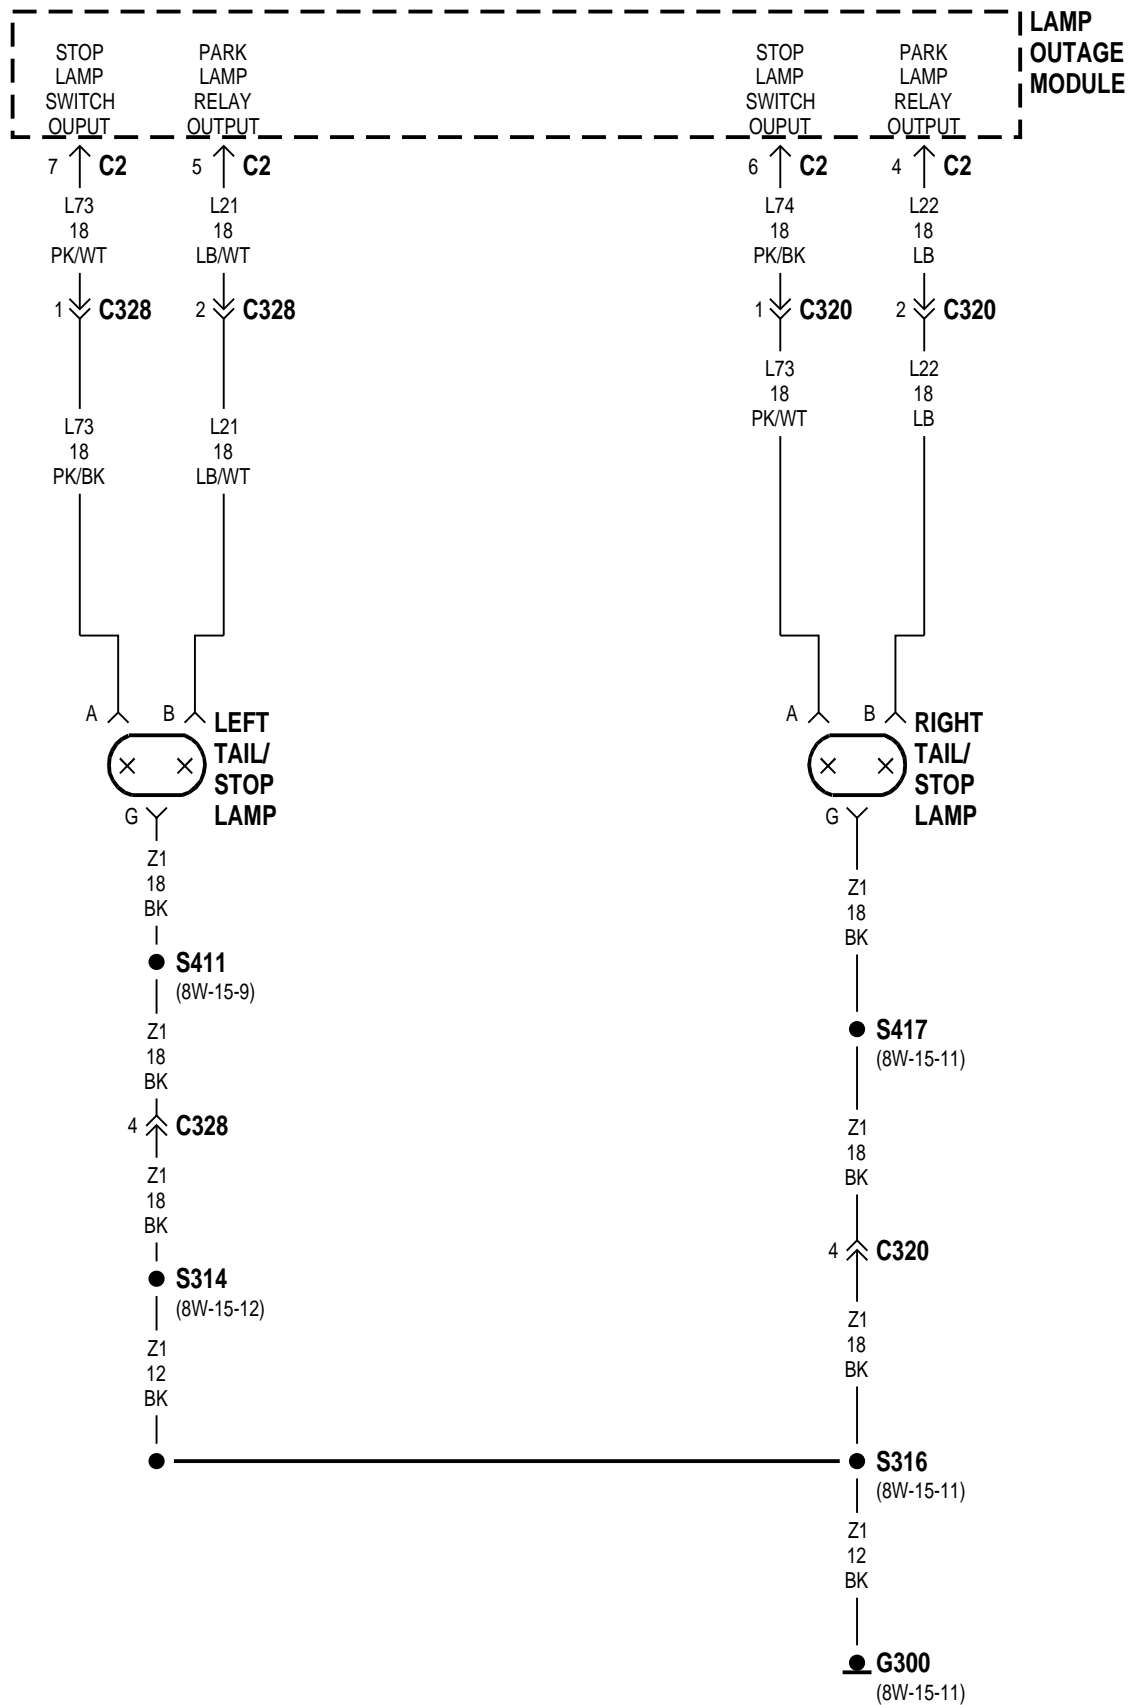 LAMP
OUTAGE
MODULE
STOP
LAMP
SWITCH
OUPUT
PARK
LAMP
RELAY
OUTPUT
STOP
LAMP
SWITCH
OUPUT
PARK
LAMP
RELAY
OUTPUT
7 C2
5 C2
6 C2
4 C2
L73
18
PK/WT
L21
18
LB/WT
L74
18
PK/BK
L22
18
LB
1 C328
2 C328
1 C320
2 C320
L73
18
PK/BK
L21
18
LB/WT
L73
18
PK/WT
L22
18
LB
A
B
LEFT
TAIL/
STOP
LAMP
G
A
B
RIGHT
TAIL/
STOP
LAMP
G
Z1
18
BK
S411
(8W-15-9)
Z1
18
BK
4 C328
Z1
18
BK
S314
(8W-15-12)
Z1
12
BK
Z1
18
BK
S417
(8W-15-11)
Z1
18
BK
4 C320
Z1
18
BK
S316
(8W-15-11)
Z1
12
BK
G300
(8W-15-11)